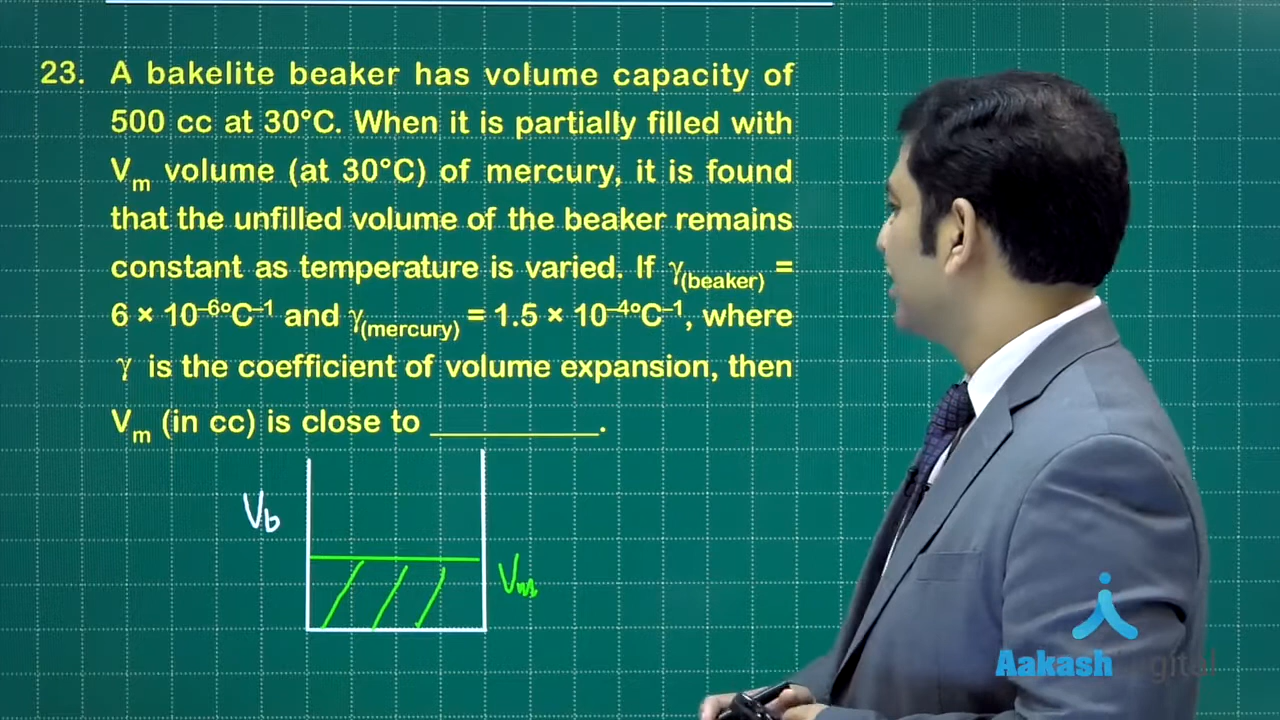 23. A bakelite beaker has volume capacity of
500 cc at 30°C. When it is partially filled with
Vₘ volume (at 30°C) of mercury, it is found
that the unfilled volume of the beaker remains
constant as temperature is varied. If γ(beaker) =
6 × 10⁻⁶°C⁻¹ and γ(mercury) = 1.5 × 10⁻⁴°C⁻¹, where
γ is the coefficient of volume expansion, then
Vₘ (in cc) is close to __________.
V_b
Vₘ
Aakash Digital